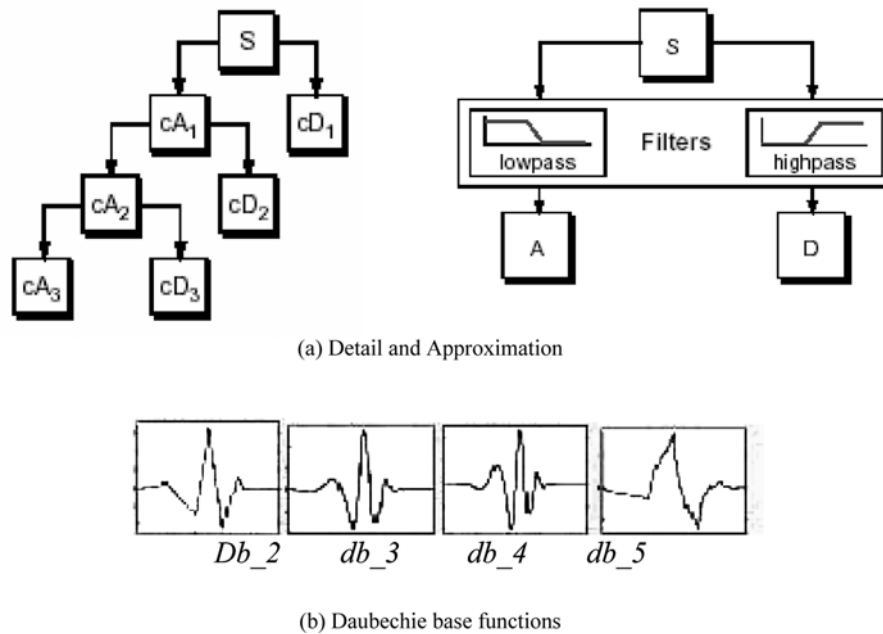 S
S
cA₁
cD₁
lowpass
Filters
highpass
cA₂
cD₂
A
D
cA₃
cD₃
(a) Detail and Approximation
Db_2
db_3
db_4
db_5
(b) Daubechie base functions